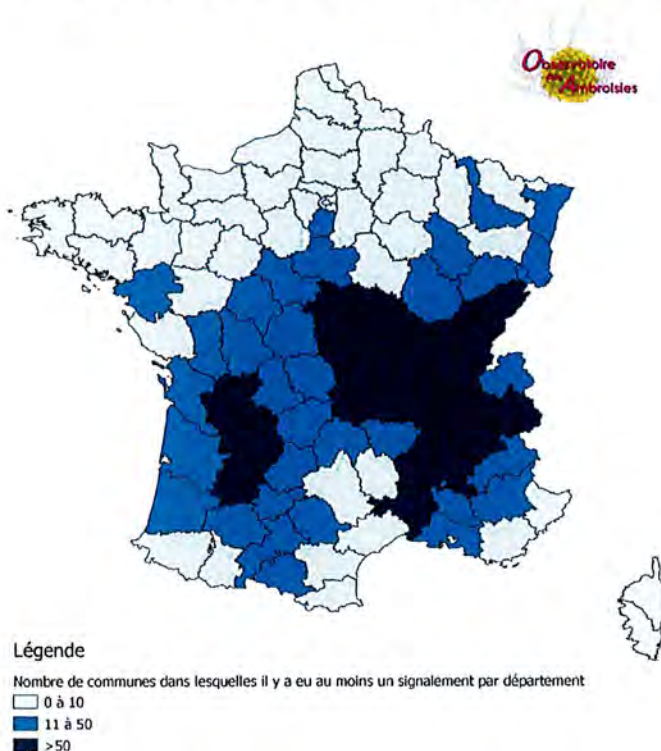 Observatoire
des
Ambroisies
Légende
Nombre de communes dans lesquelles il y a eu au moins un signalement par département
0 à 10
11 à 50
>50